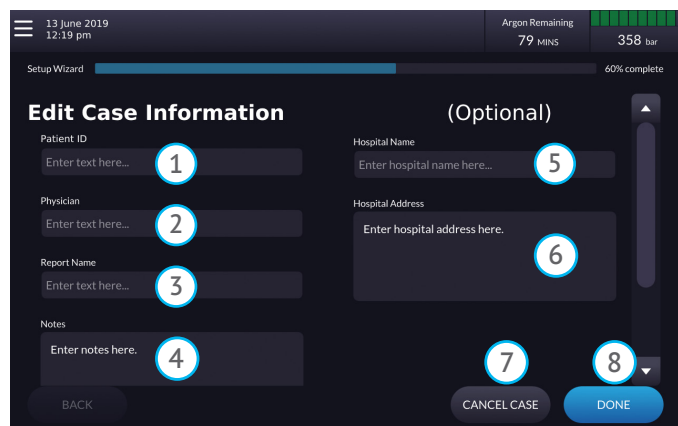 13 June 2019
12:19 pm
Argon Remaining
79 MINS
358 bar
Setup Wizard
60% complete
Edit Case Information
(Optional)
Patient ID
Enter text here...
1
Physician
Enter text here...
2
Report Name
Enter text here...
3
Notes
Enter notes here.
4
Hospital Name
Enter hospital name here...
5
Hospital Address
Enter hospital address here.
6
7
8
BACK
CANCEL CASE
DONE